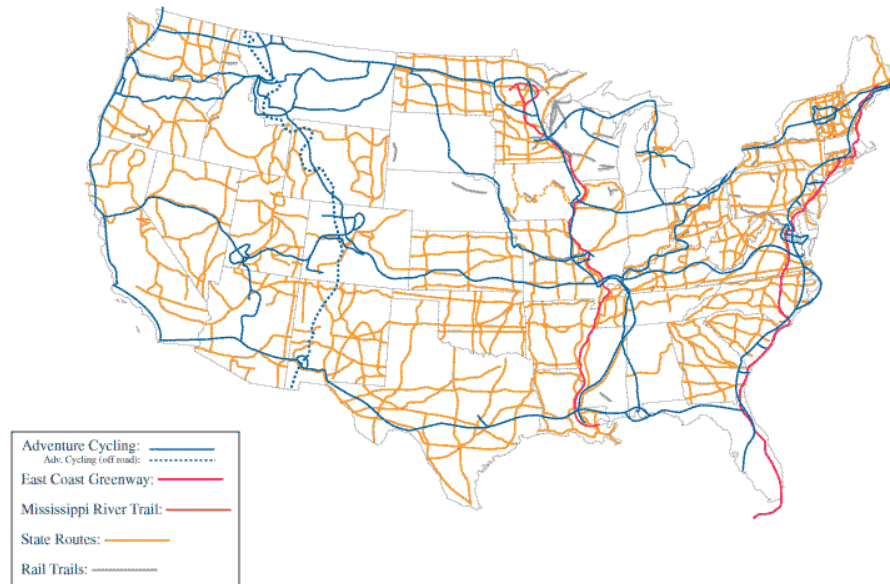 Adventure Cycling:
Adv. Cycling (off road):
East Coast Greenway:
Mississippi River Trail:
State Routes:
Rail Trails: